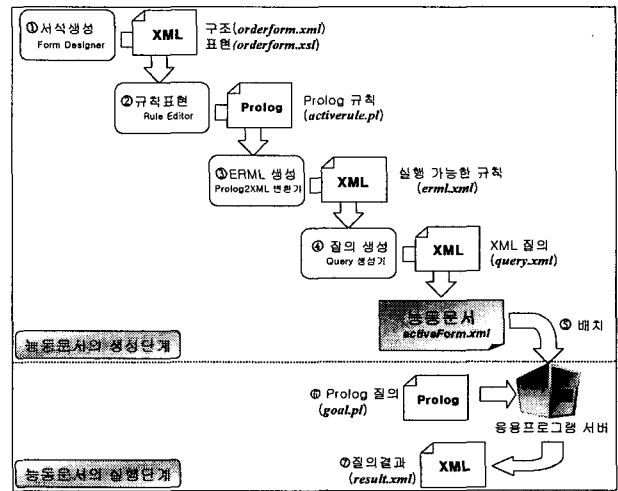 ①서식생성
Form Designer
XML
구조(orderform.xml)
표현(orderform.xsl)
②규칙표현
Rule Editor
Prolog
Prolog 규칙
(activerule.pl)
③ERML 생성
Prolog2XML 변환기
XML
실행 가능한 규칙
(erml.xml)
④ 질의 생성
Query 생성기
XML
XML 질의
(query.xml)
능동문서
activeForm.xml
⑤ 배치
능동문서의 생성단계
⑥ Prolog 질의
(goal.pl)
Prolog
응용프로그램 서버
⑦질의결과
(result.xml)
XML
능동문서의 실행단계